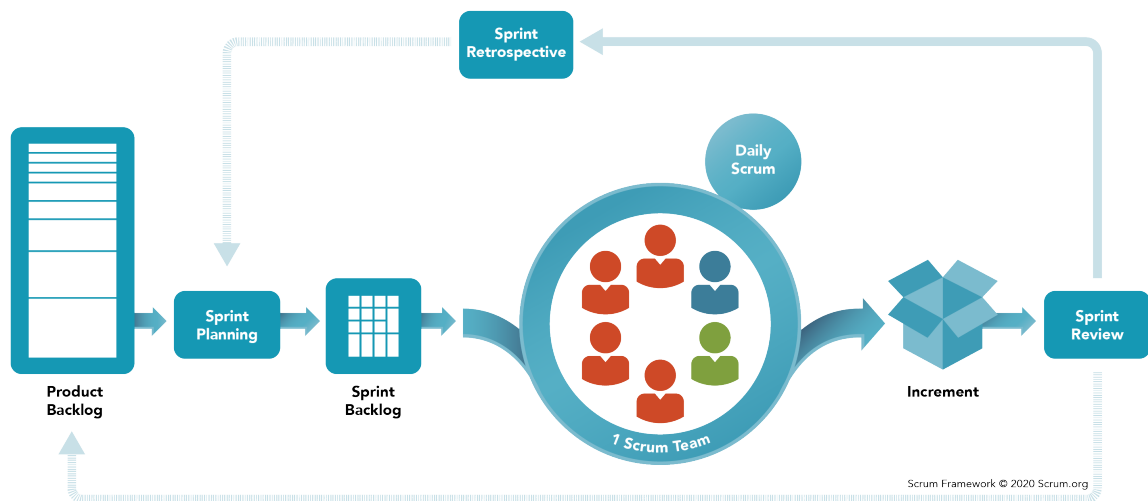 Sprint
Retrospective
Daily
Scrum
Sprint
Planning
Sprint
Review
Product
Backlog
Sprint
Backlog
1 Scrum Team
Increment
Scrum Framework © 2020 Scrum.org